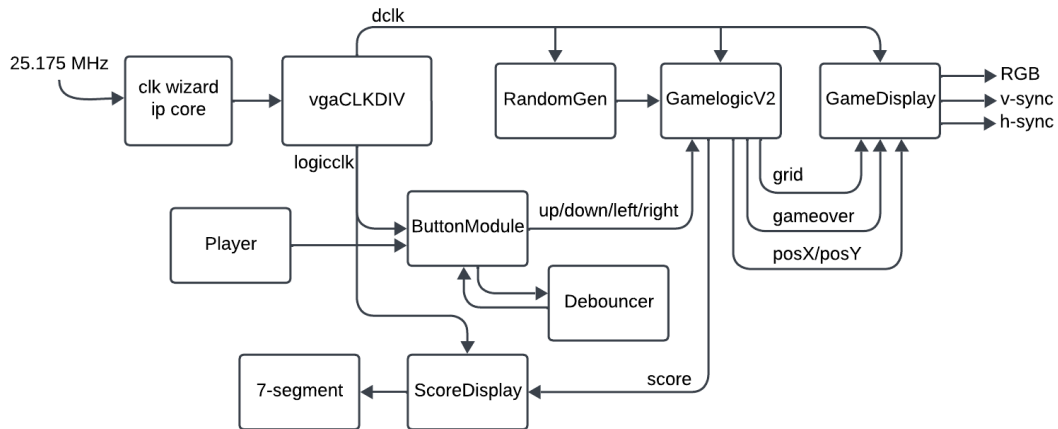 dclk
25.175 MHz
clk wizard
ip core
vgaCLKDIV
RandomGen
GamelogicV2
GameDisplay
RGB
v-sync
h-sync
logicclk
grid
up/down/left/right
gameover
ButtonModule
Player
posX/posY
Debouncer
score
7-segment
ScoreDisplay